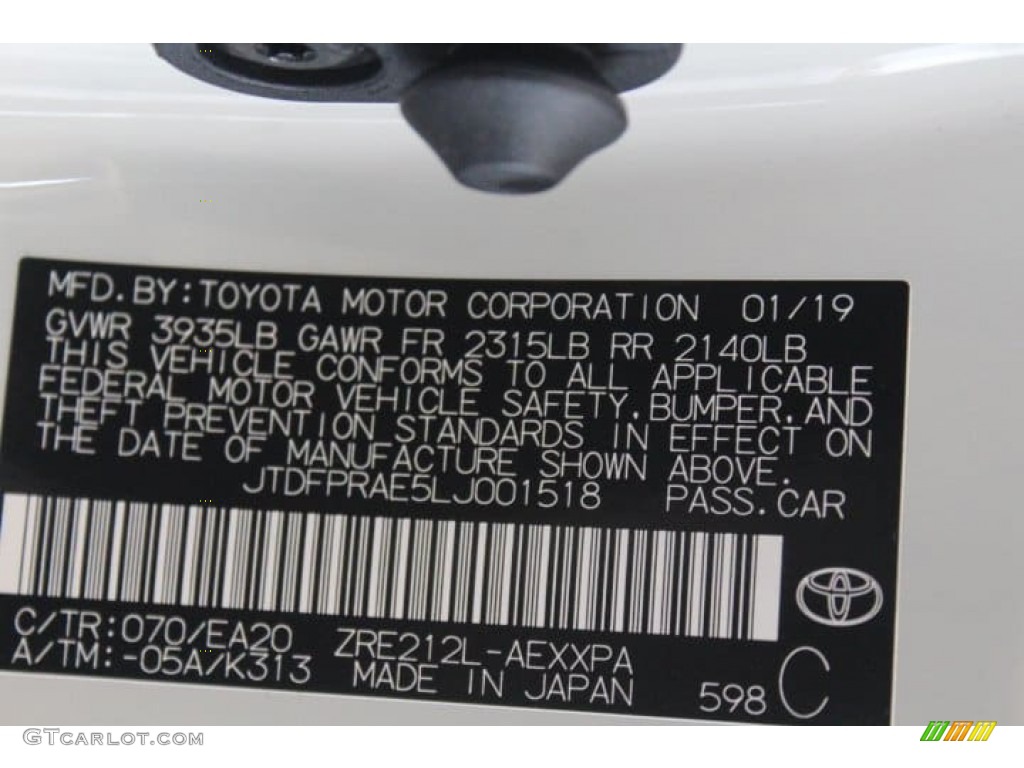 MFD.BY:TOYOTA MOTOR CORPORATION 01/19
GVWR 3935LB GAWR FR 2315LB RR 2140LB
THIS VEHICLE CONFORMS TO ALL APPLICABLE
FEDERAL MOTOR VEHICLE SAFETY,BUMPER,AND
THEFT PREVENTION STANDARDS IN EFFECT ON
THE DATE OF MANUFACTURE SHOWN ABOVE.
JTDFPRAE5LJ001518 PASS.CAR
C/TR:070/EA20 ZRE212L-AEXXPA
A/TM:-05A/K313 MADE IN JAPAN 598 C
GTCarLot.com